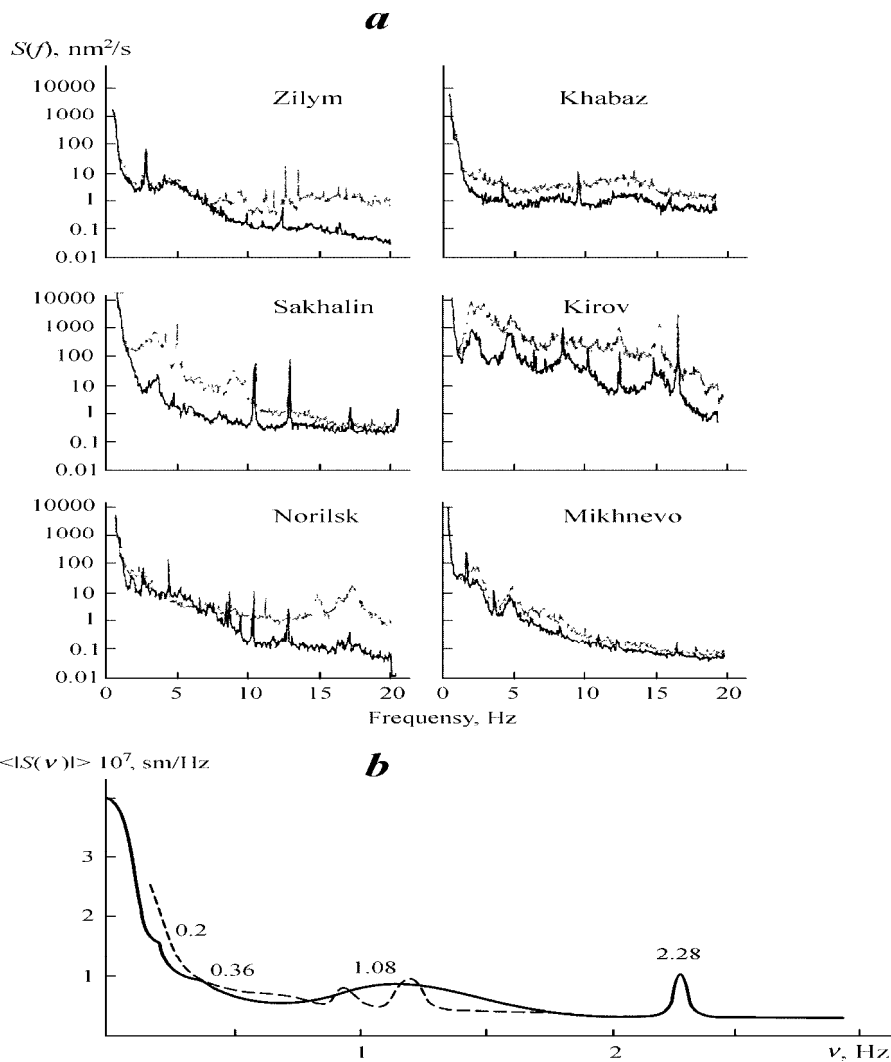 a
S(f), nm²/s
10000
1000
100
10
1
0.1
0.01
Zilym
Khabaz
10000
1000
100
10
1
0.1
0.01
Sakhalin
Kirov
10000
1000
100
10
1
0.1
0.01
Norilsk
Mikhnevo
0 5 10 15 20 0 5 10 15 20
Frequensy, Hz
b
<|S(ν)|> 10⁷, sm/Hz
3
2
1
0.2
0.36
1.08
2.28
1 2 ν, Hz